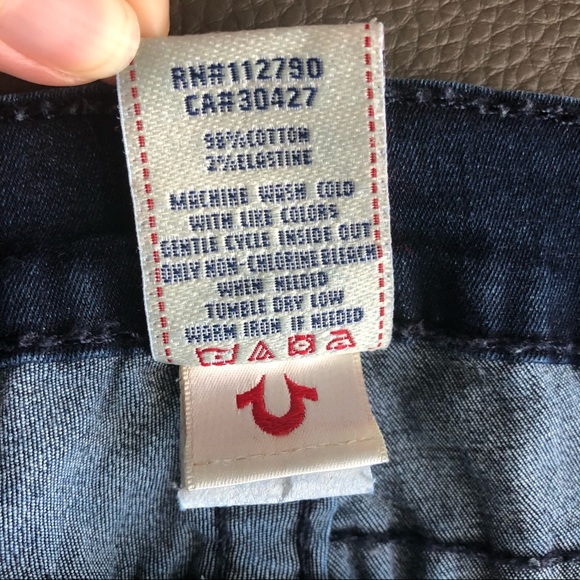 RN#112790
CA#30427
98%COTTON
2%ELASTINE
MACHINE WASH COLD
WITH LIKE COLORS
GENTLE CYCLE INSIDE OUT
ONLY NON-CHLORINE BLEACH
WHEN NEEDED
TUMBLE DRY LOW
WARM IRON IF NEEDED